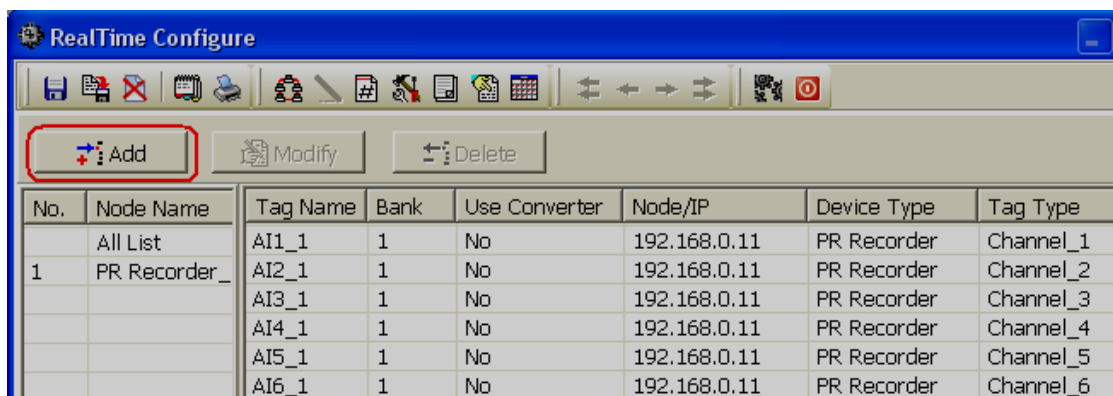 RealTime Configure
Add Modify Delete
No. Node Name Tag Name Bank Use Converter Node/IP Device Type Tag Type
All List AI1_1 1 No 192.168.0.11 PR Recorder Channel_1
1 PR Recorder_ AI2_1 1 No 192.168.0.11 PR Recorder Channel_2
AI3_1 1 No 192.168.0.11 PR Recorder Channel_3
AI4_1 1 No 192.168.0.11 PR Recorder Channel_4
AI5_1 1 No 192.168.0.11 PR Recorder Channel_5
AI6_1 1 No 192.168.0.11 PR Recorder Channel_6